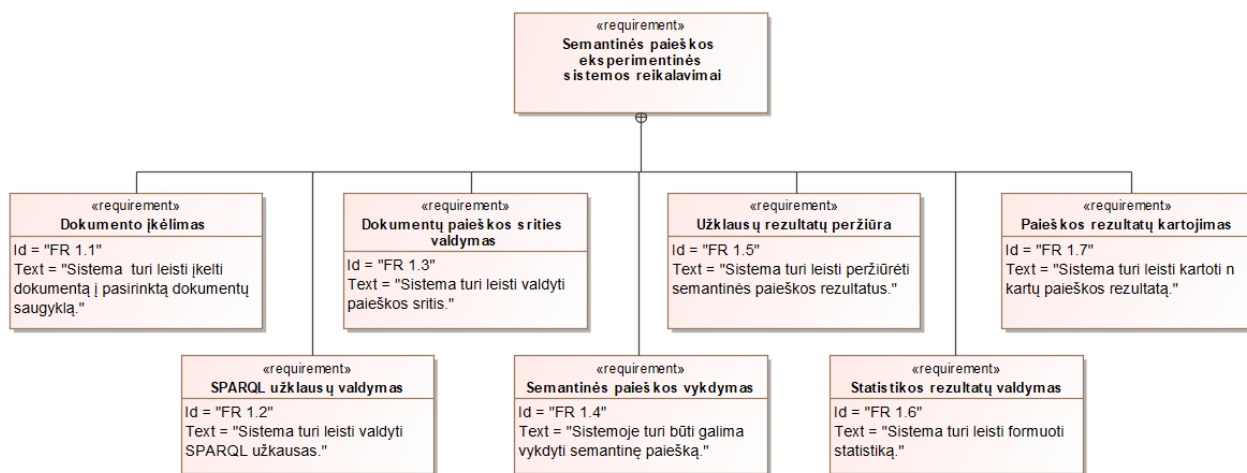 «requirement»
Semantinės paieškos
eksperimentinės
sistemos reikalavimai
«requirement»
Dokumento įkėlimas
Id = "FR 1.1"
Text = "Sistema turi leisti įkelti
dokumentą į pasirinktą dokumentų
saugyklą."
«requirement»
Dokumentų paieškos srities
valdymas
Id = "FR 1.3"
Text = "Sistema turi leisti valdyti
paieškos sritis."
«requirement»
Užklausų rezultatų peržiūra
Id = "FR 1.5"
Text = "Sistema turi leisti peržiūrėti
semantinės paieškos rezultatus."
«requirement»
Paieškos rezultatų kartojimas
Id = "FR 1.7"
Text = "Sistema turi leisti kartoti n
kartų paieškos rezultatą."
«requirement»
SPARQL užklausų valdymas
Id = "FR 1.2"
Text = "Sistema turi leisti valdyti
SPARQL užkausas."
«requirement»
Semantinės paieškos vykdymas
Id = "FR 1.4"
Text = "Sistemoje turi būti galima
vykdyti semantinę paiešką."
«requirement»
Statistikos rezultatų valdymas
Id = "FR 1.6"
Text = "Sistema turi leisti formuoti
statistiką."